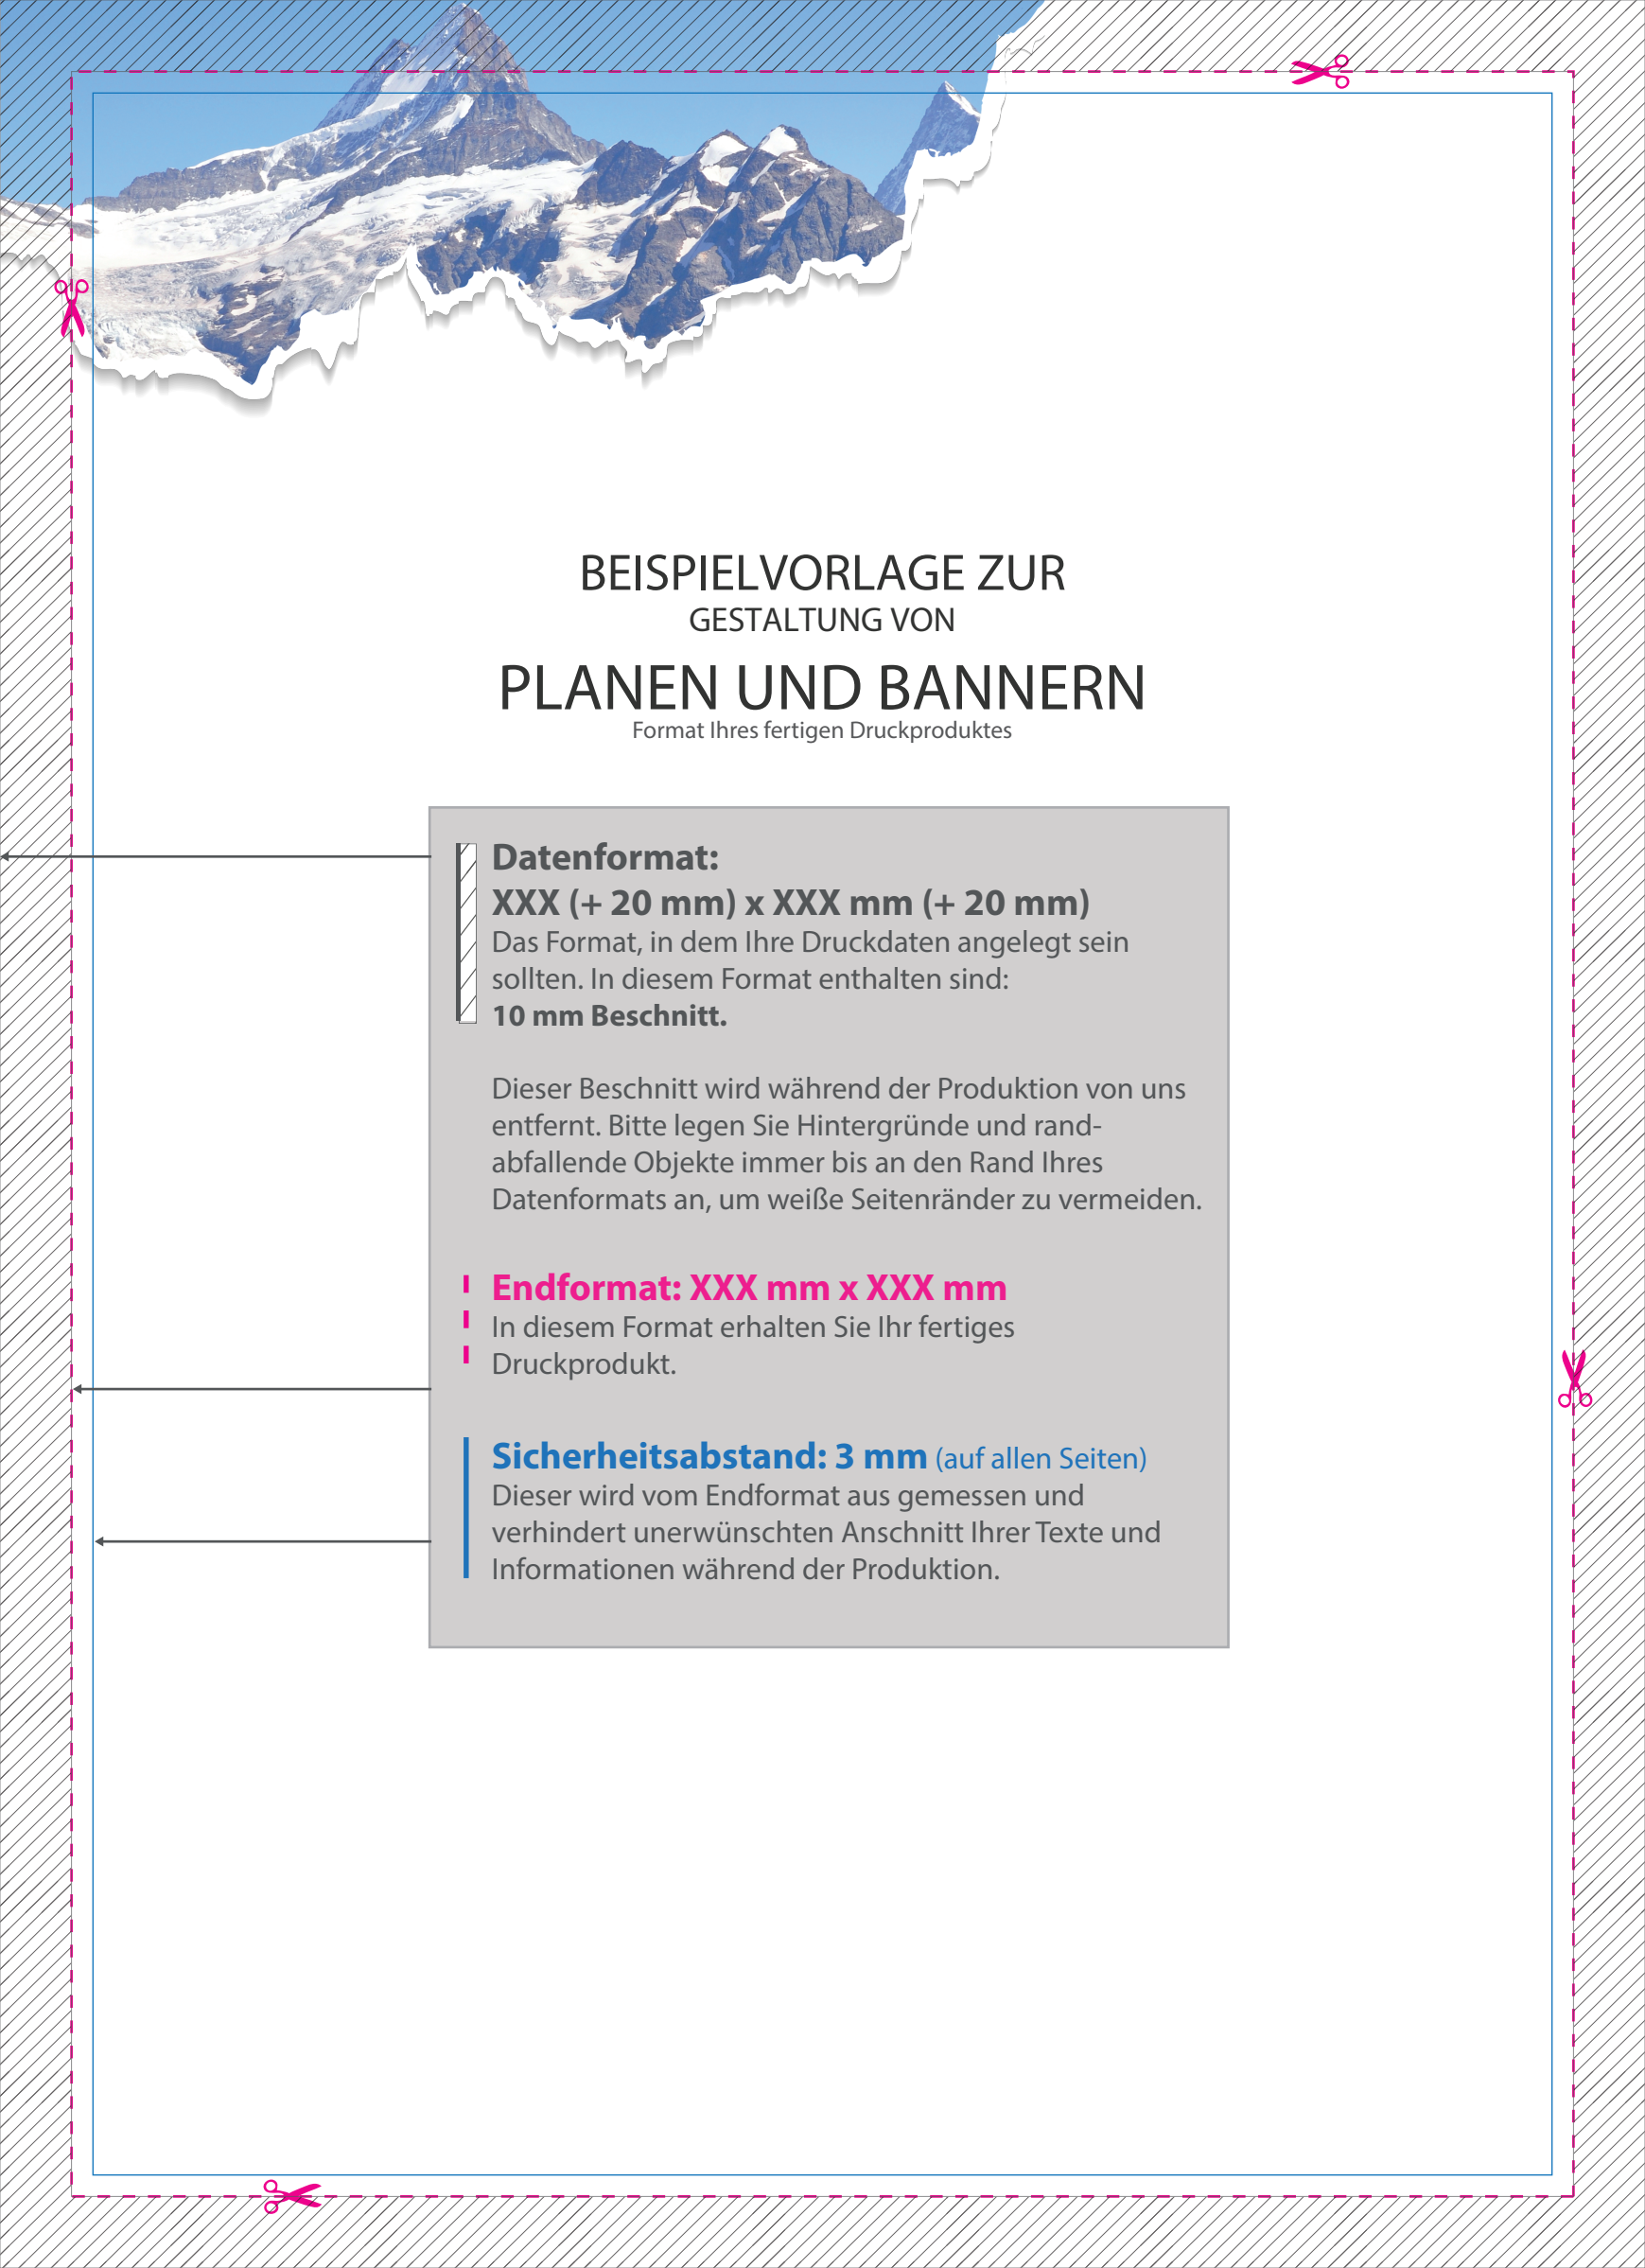 BEISPIELVORLAGE ZUR
GESTALTUNG VON
PLANEN UND BANNERN
Format Ihres fertigen Druckproduktes
Datenformat:
XXX (+ 20 mm) x XXX mm (+ 20 mm)
Das Format, in dem Ihre Druckdaten angelegt sein
sollten. In diesem Format enthalten sind:
10 mm Beschnitt.
Dieser Beschnitt wird während der Produktion von uns
entfernt. Bitte legen Sie Hintergründe und rand-
abfallende Objekte immer bis an den Rand Ihres
Datenformats an, um weiße Seitenränder zu vermeiden.
Endformat: XXX mm x XXX mm
In diesem Format erhalten Sie Ihr fertiges
Druckprodukt.
Sicherheitsabstand: 3 mm (auf allen Seiten)
Dieser wird vom Endformat aus gemessen und
verhindert unerwünschten Anschnitt Ihrer Texte und
Informationen während der Produktion.